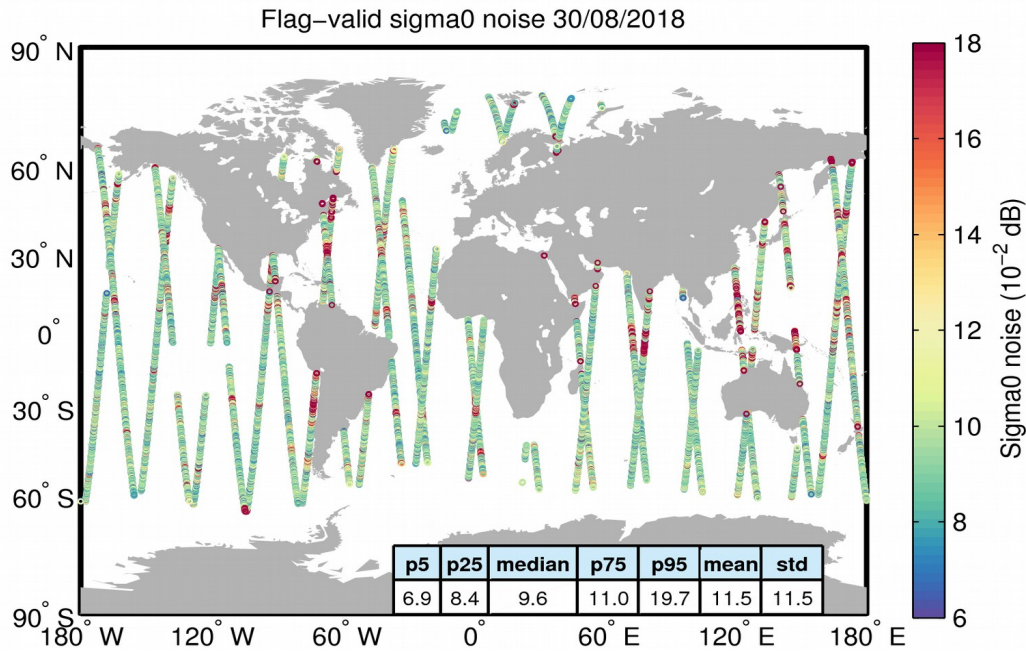 Flag−valid sigma0 noise 30/08/2018
90° N
60° N
30° N
0°
30° S
60° S
90° S
180° W
120° W
60° W
0°
60° E
120° E
180° E
p5 p25 median p75 p95 mean std
6.9 8.4 9.6 11.0 19.7 11.5 11.5
18
16
14
12
10
8
6
Sigma0 noise (10⁻² dB)